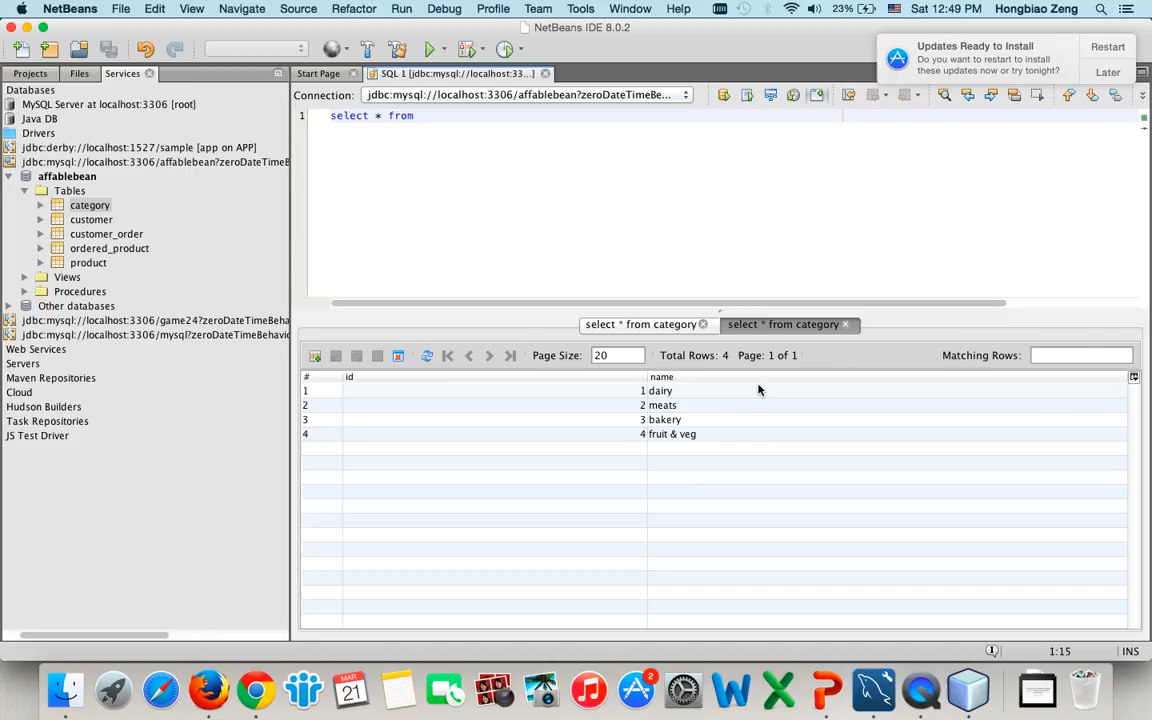 NetBeans File Edit View Navigate Source Refactor Run Debug Profile Team Tools Window Help 23% Sat 12:49 PM Hongbiao Zeng
NetBeans IDE 8.0.2
Updates Ready to Install
Do you want to restart to install
these updates now or try tonight?
Restart
Later
Projects Files Services Start Page SQL 1 [jdbc:mysql://localhost:33...]
Databases
MySQL Server at localhost:3306 [root]
Java DB
Drivers
jdbc:derby://localhost:1527/sample [app on APP]
jdbc:mysql://localhost:3306/affablebean?zeroDateTimeB
affablebean
Tables
category
customer
customer_order
ordered_product
product
Views
Procedures
Other databases
jdbc:mysql://localhost:3306/game24?zeroDateTimeBeha
jdbc:mysql://localhost:3306/mysql?zeroDateTimeBehavio
Web Services
Servers
Maven Repositories
Cloud
Hudson Builders
Task Repositories
JS Test Driver
Connection: jdbc:mysql://localhost:3306/affablebean?zeroDateTimeBe...
1 select * from
select * from category select * from category
Page Size: 20 Total Rows: 4 Page: 1 of 1 Matching Rows:
# id name
1 1 dairy
2 2 meats
3 3 bakery
4 4 fruit & veg
1 1:15 INS
MAR
21
2